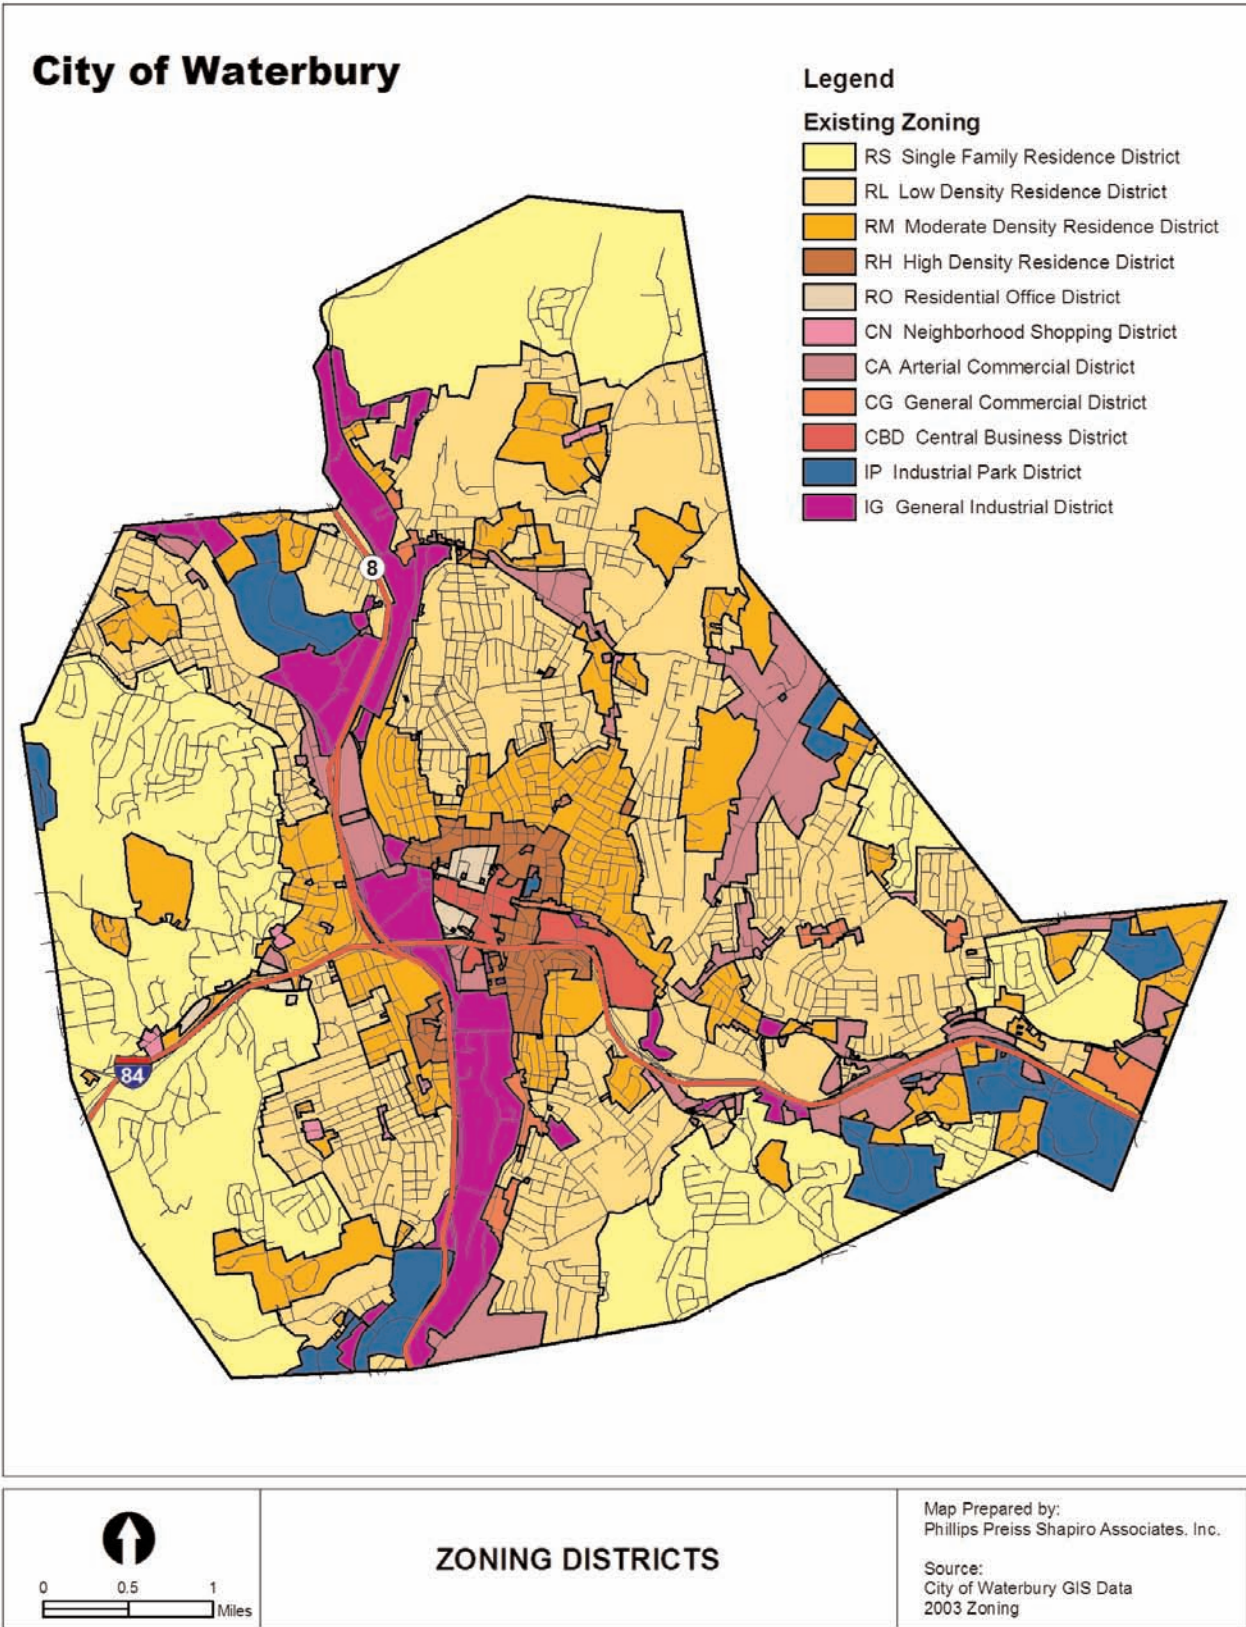 City of Waterbury
Legend
Existing Zoning
RS Single Family Residence District
RL Low Density Residence District
RM Moderate Density Residence District
RH High Density Residence District
RO Residential Office District
CN Neighborhood Shopping District
CA Arterial Commercial District
CG General Commercial District
CBD Central Business District
IP Industrial Park District
IG General Industrial District
8
84
0 0.5 1
Miles
ZONING DISTRICTS
Map Prepared by:
Phillips Preiss Shapiro Associates. Inc.
Source:
City of Waterbury GIS Data
2003 Zoning